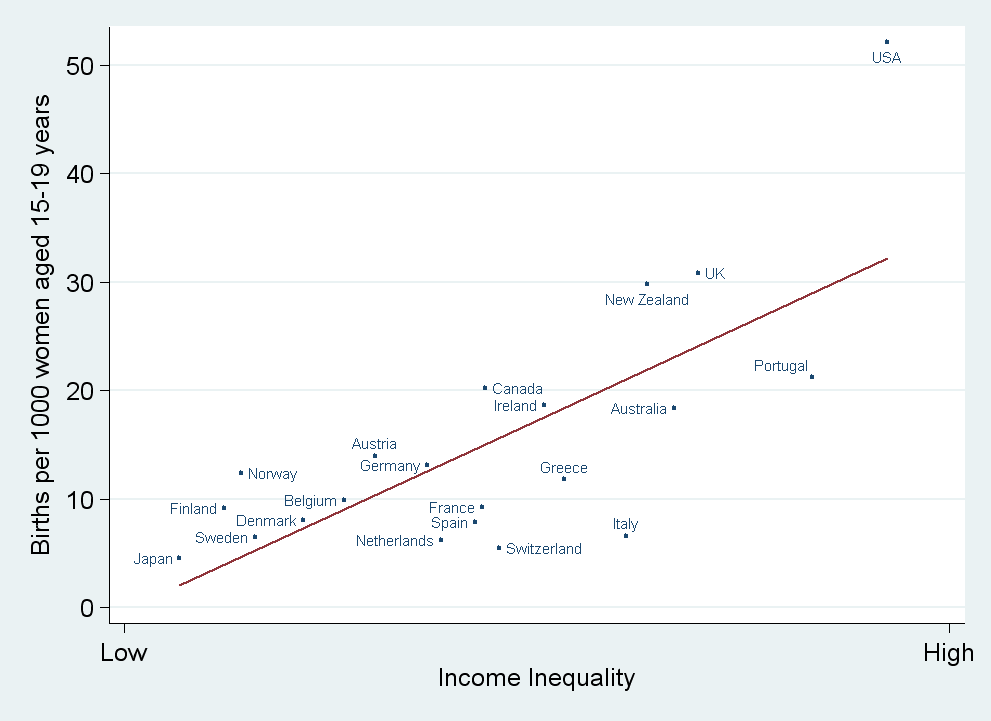 Births per 1000 women aged 15-19 years
50
40
30
20
10
0
USA
UK
New Zealand
Portugal
Canada
Ireland
Australia
Austria
Germany
Greece
Norway
Belgium
Finland
France
Denmark
Spain
Italy
Sweden
Netherlands
Switzerland
Japan
Low
High
Income Inequality